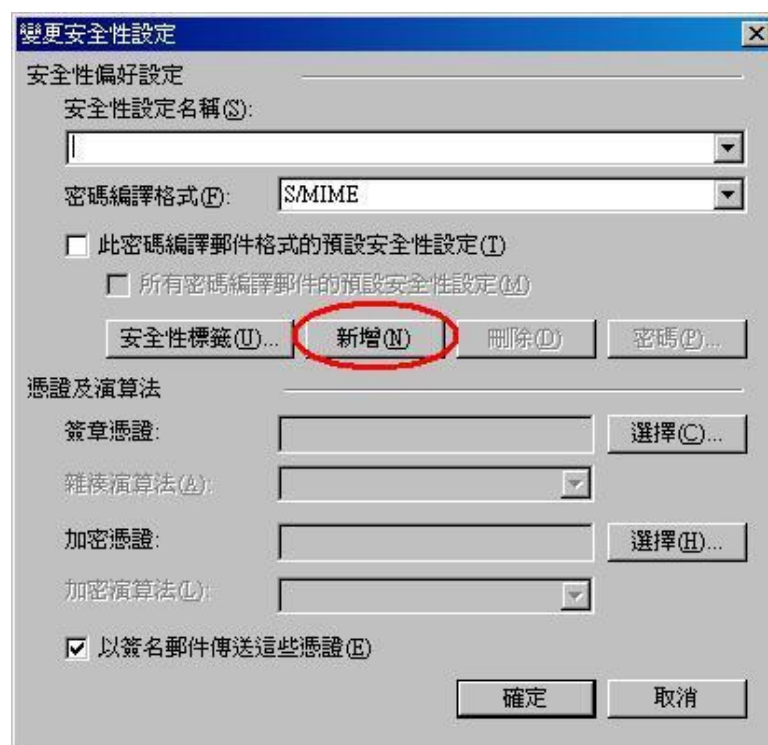 變更安全性設定
安全性偏好設定
安全性設定名稱(S):
密碼編譯格式(F): S/MIME
此密碼編譯郵件格式的預設安全性設定(T)
所有密碼編譯郵件的預設安全性設定(M)
安全性標籤(U)... 新增(N) 刪除(D) 密碼(P)...
憑證及演算法
簽章憑證: 選擇(C)...
雜湊演算法(A):
加密憑證: 選擇(H)...
加密演算法(L):
以簽名郵件傳送這些憑證(E)
確定 取消